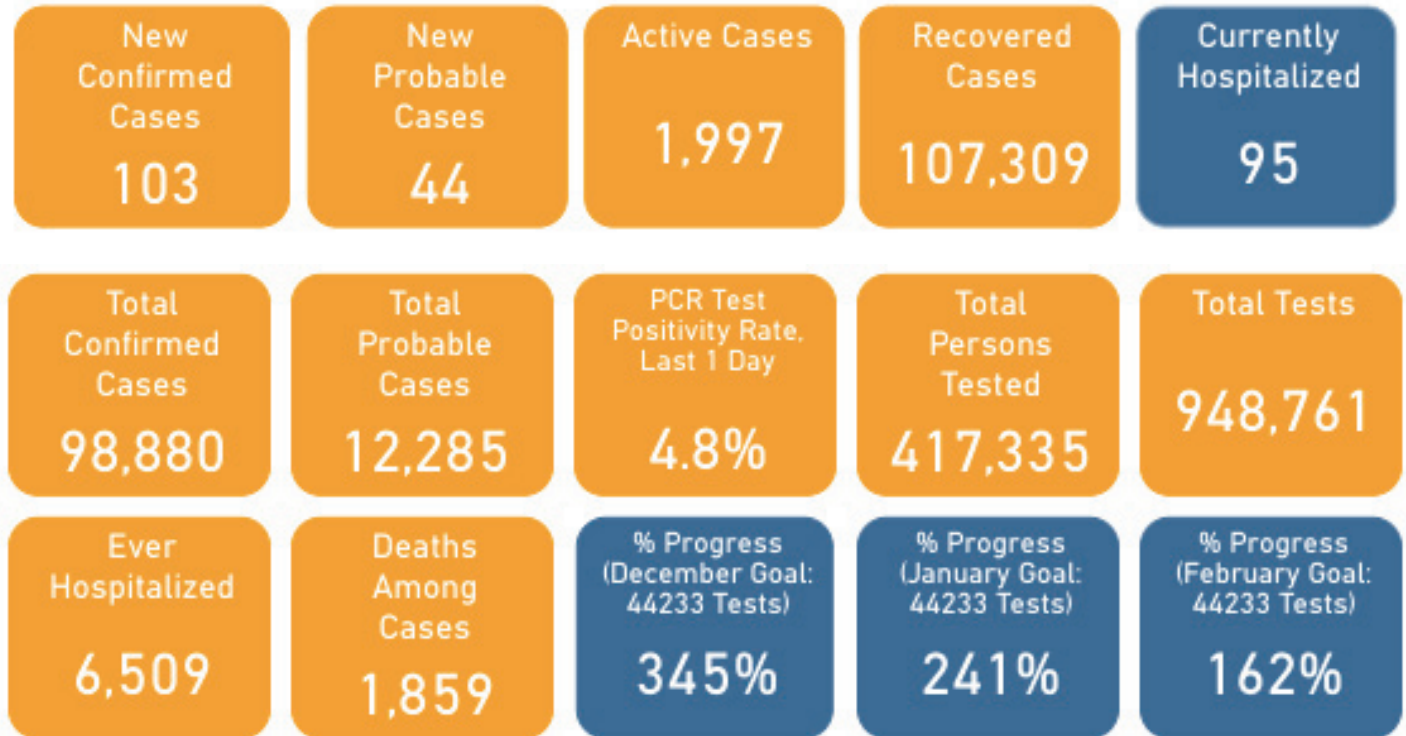 New
Confirmed
Cases
103
New
Probable
Cases
44
Active Cases
1,997
Recovered
Cases
107,309
Currently
Hospitalized
95
Total
Confirmed
Cases
98,880
Total
Probable
Cases
12,285
PCR Test
Positivity Rate,
Last 1 Day
4.8%
Total
Persons
Tested
417,335
Total Tests
948,761
Ever
Hospitalized
6,509
Deaths
Among
Cases
1,859
% Progress
(December Goal:
44233 Tests)
345%
% Progress
(January Goal:
44233 Tests)
241%
% Progress
(February Goal:
44233 Tests)
162%